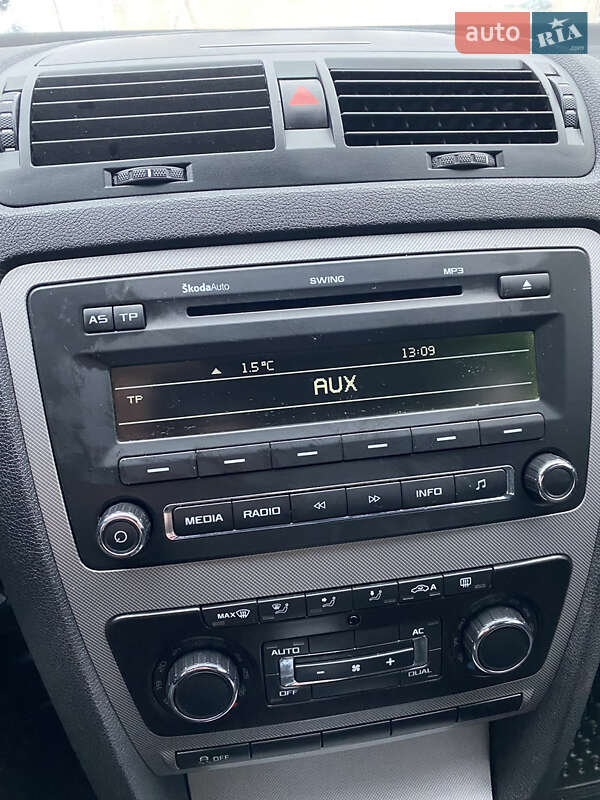 auto RIA .com
ŠkodaAuto SWING MP3
AS TP
1.5°C 13:09
TP AUX
MEDIA RADIO INFO
MAX A
AUTO AC
OFF DUAL
OFF